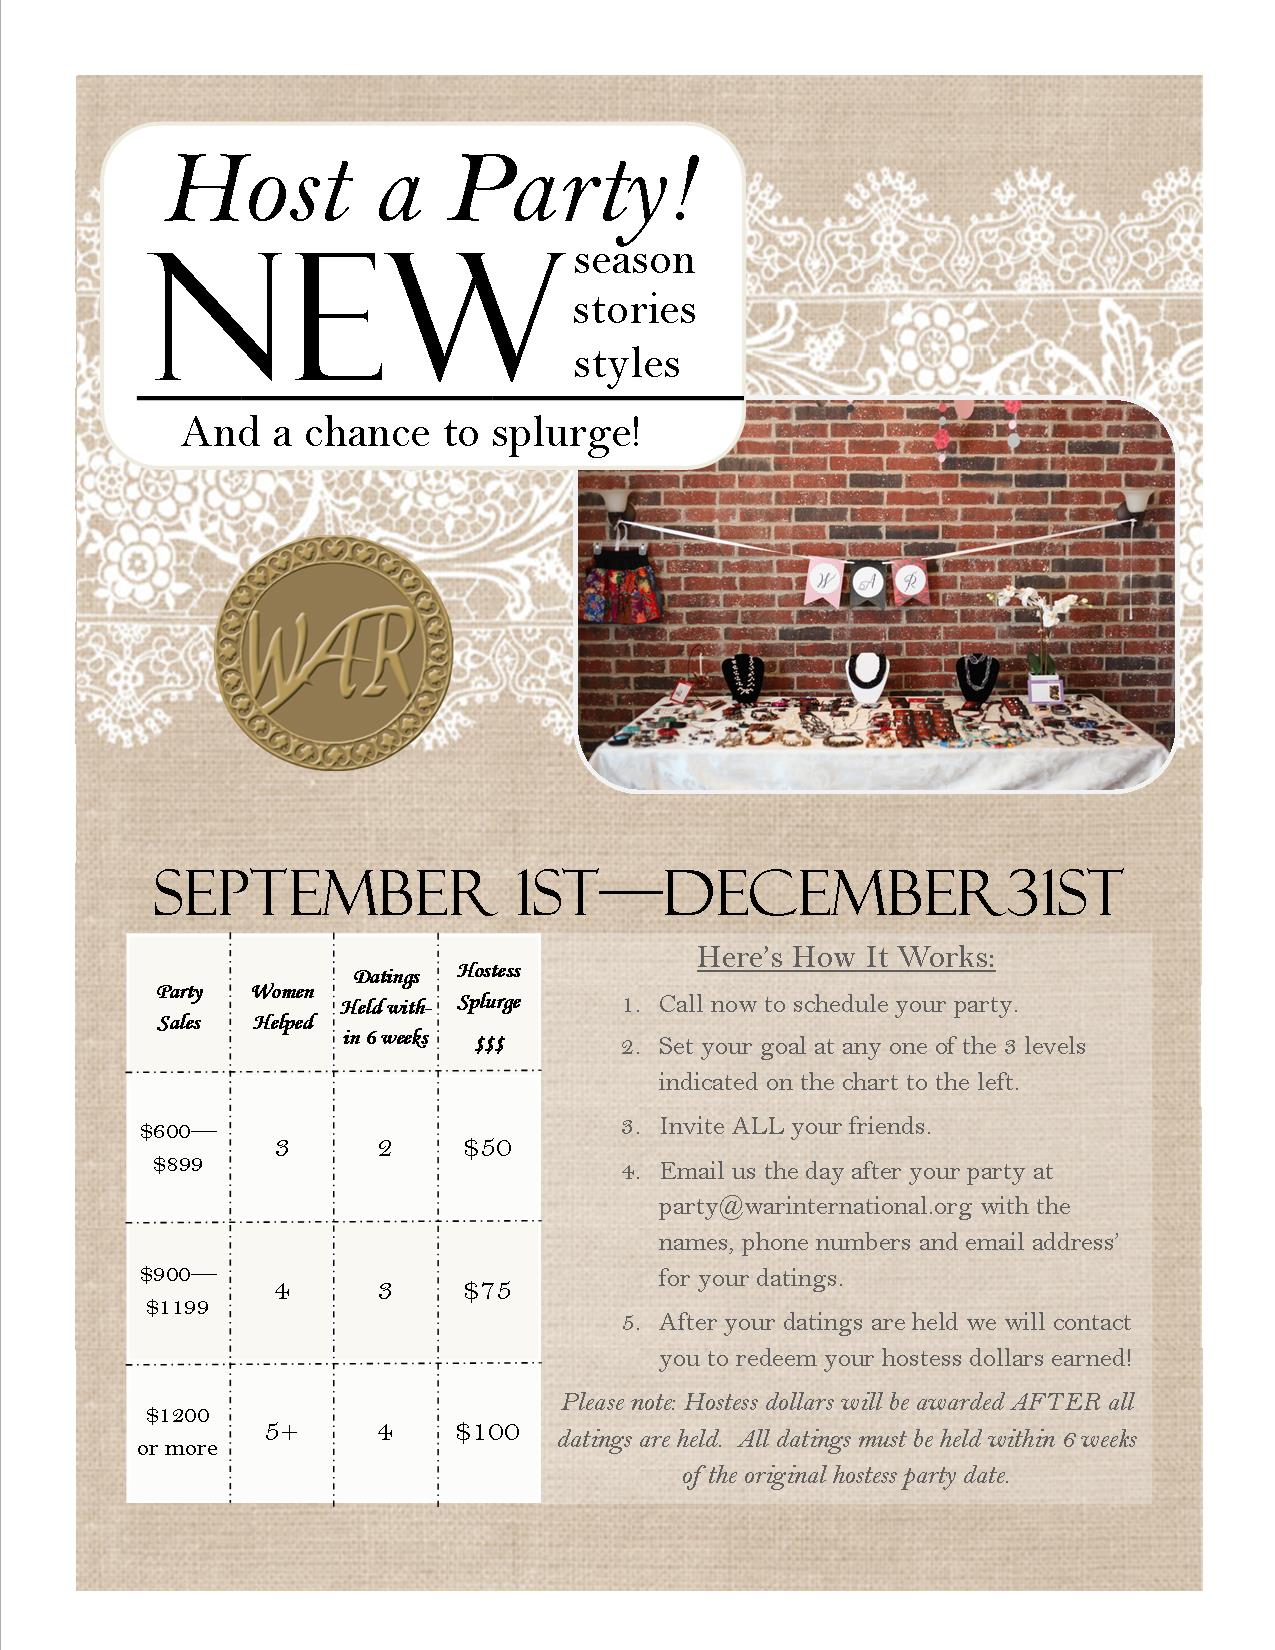 Host a Party!
NEW
season
stories
styles
And a chance to splurge!
WAR
W A R
SEPTEMBER 1ST—DECEMBER 31ST
Party
Sales
Women
Helped
Datings
Held with-
in 6 weeks
Hostess
Splurge
$$$
$600—
$899
3
2
$50
$900—
$1199
4
3
$75
$1200
or more
5+
4
$100
Here's How It Works:
1. Call now to schedule your party.
2. Set your goal at any one of the 3 levels
indicated on the chart to the left.
3. Invite ALL your friends.
4. Email us the day after your party at
party@warinternational.org with the
names, phone numbers and email address'
for your datings.
5. After your datings are held we will contact
you to redeem your hostess dollars earned!
Please note: Hostess dollars will be awarded AFTER all
datings are held. All datings must be held within 6 weeks
of the original hostess party date.